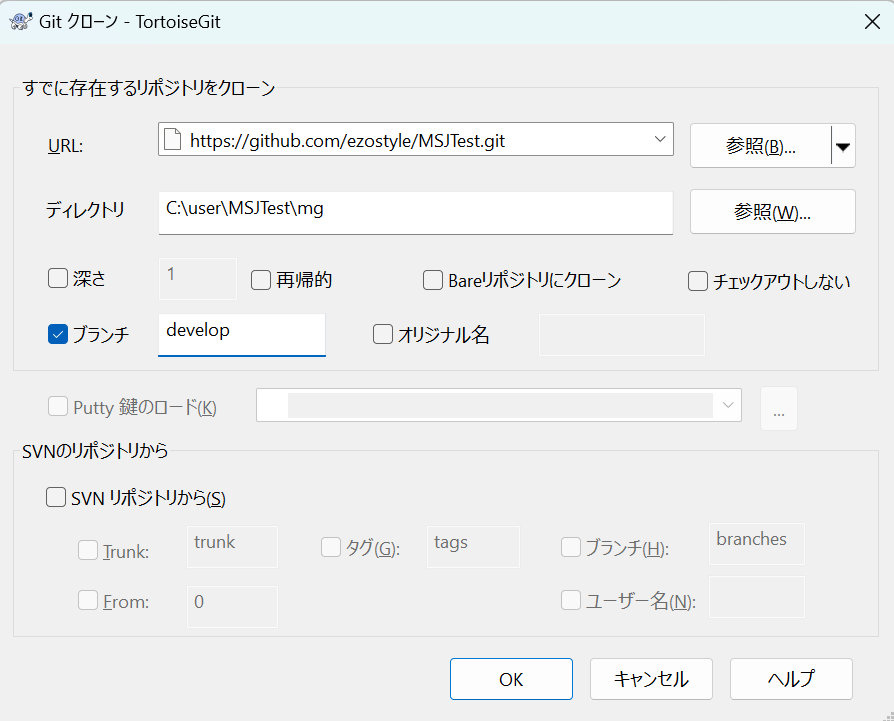 Git クローン - TortoiseGit
すでに存在するリポジトリをクローン
URL: https://github.com/ezostyle/MSJTest.git 参照(B)...
ディレクトリ C:\user\MSJTest\mg 参照(W)...
深さ 1 再帰的 Bareリポジトリにクローン チェックアウトしない
ブランチ develop オリジナル名
Putty 鍵のロード(K) ...
SVNのリポジトリから
SVN リポジトリから(S)
Trunk: trunk タグ(G): tags ブランチ(H): branches
From: 0 ユーザー名(N):
OK キャンセル ヘルプ